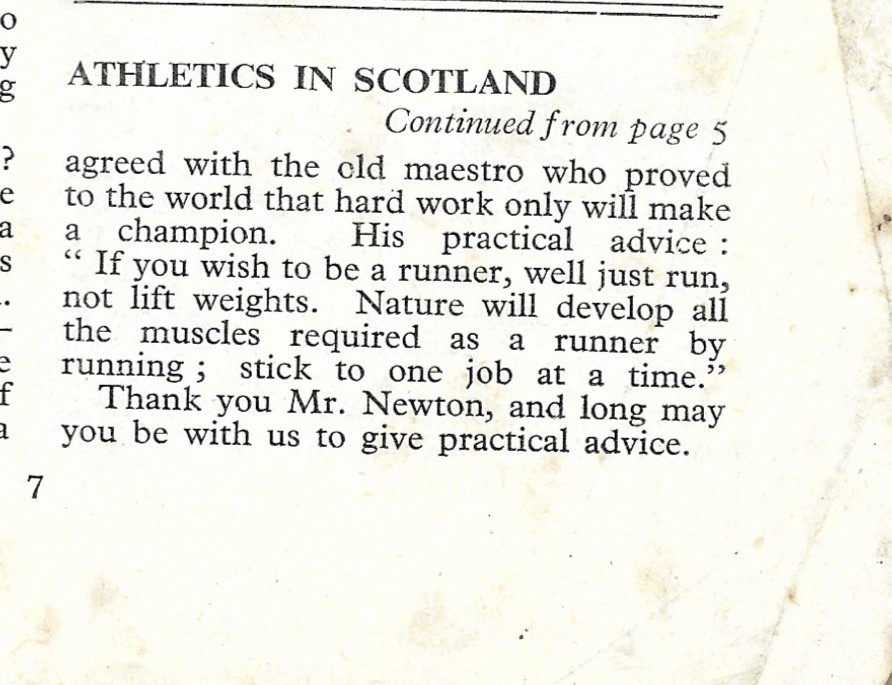 o
y
g
?
e
a
s
..
–
e
f
a
ATHLETICS IN SCOTLAND
Continued from page 5
agreed with the old maestro who proved
to the world that hard work only will make
a champion. His practical advice :
“ If you wish to be a runner, well just run,
not lift weights. Nature will develop all
the muscles required as a runner by
running ; stick to one job at a time.”
Thank you Mr. Newton, and long may
you be with us to give practical advice.
7